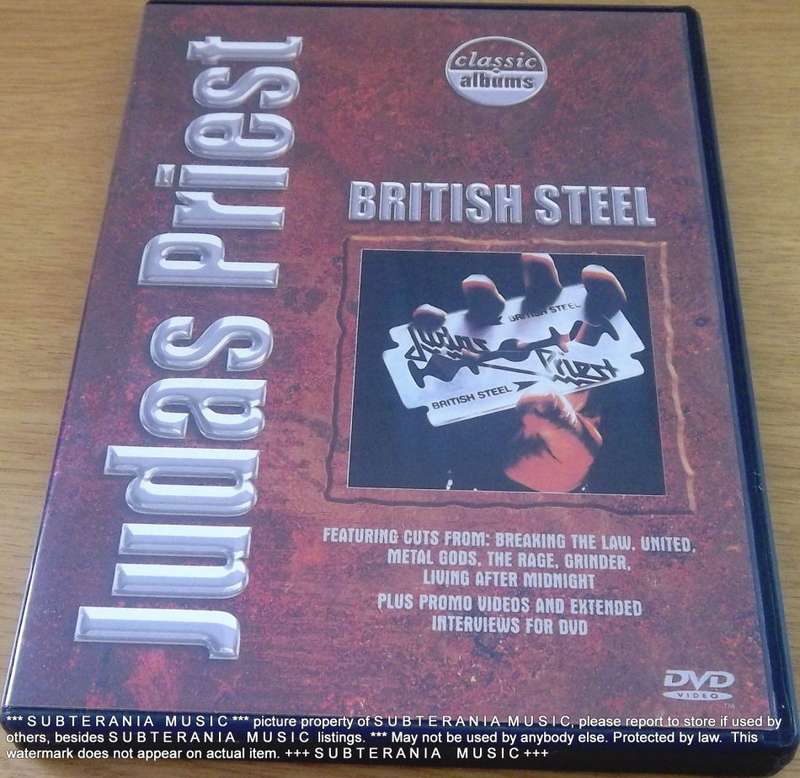 Judas Priest
classic
albums
BRITISH STEEL
BRITISH STEEL
Judas
Priest
BRITISH STEEL
FEATURING CUTS FROM: BREAKING THE LAW, UNITED,
METAL GODS, THE RAGE, GRINDER,
LIVING AFTER MIDNIGHT
PLUS PROMO VIDEOS AND EXTENDED
INTERVIEWS FOR DVD
DVD
VIDEO
TM
*** S U B T E R A N I A M U S I C *** picture property of S U B T E R A N I A M U S I C, please report to store if used by
others, besides S U B T E R A N I A M U S I C listings. *** May not be used by anybody else. Protected by law. This
watermark does not appear on actual item. +++ S U B T E R A N I A M U S I C +++